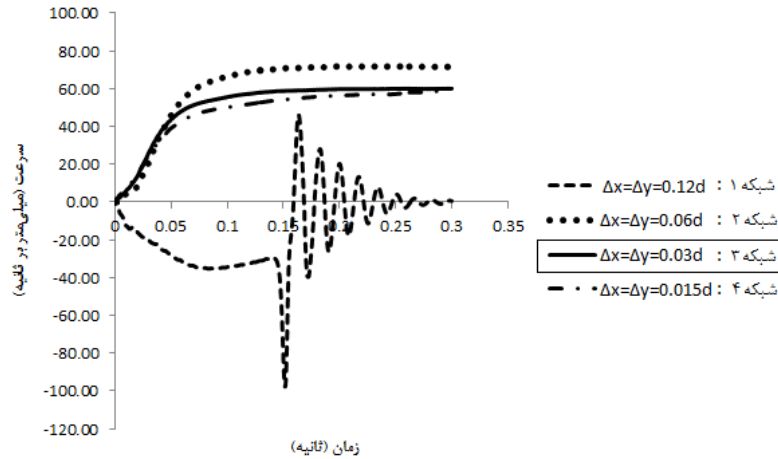 100.00
80.00
60.00
40.00
20.00
0.00
-20.00
-40.00
-60.00
-80.00
-100.00
-120.00
0 0.05 0.1 0.15 0.2 0.25 0.3 0.35
سرعت (میلی‌متر بر ثانیه)
زمان (ثانیه)
شبکه ۱ : Δx=Δy=0.12d
شبکه ۲ : Δx=Δy=0.06d
شبکه ۳ : Δx=Δy=0.03d
شبکه ۴ : Δx=Δy=0.015d